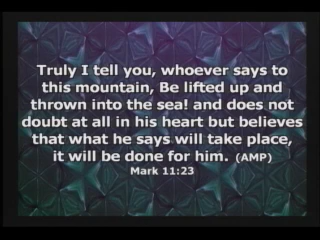 Truly I tell you, whoever says to
this mountain, Be lifted up and
thrown into the sea! and does not
doubt at all in his heart but believes
that what he says will take place,
it will be done for him. (AMP)
Mark 11:23